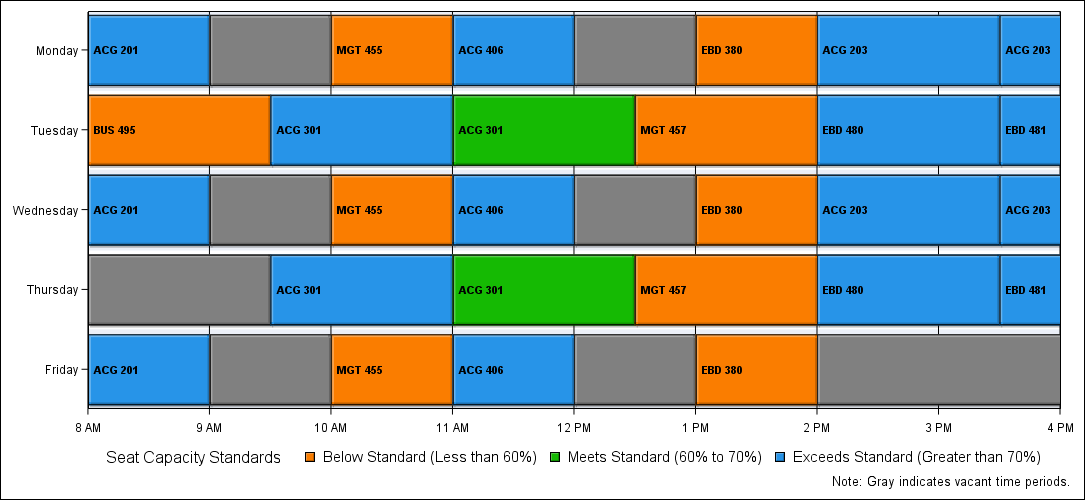 Monday ACG 201 MGT 455 ACG 406 EBD 380 ACG 203 ACG 203
Tuesday BUS 495 ACG 301 ACG 301 MGT 457 EBD 480 EBD 481
Wednesday ACG 201 MGT 455 ACG 406 EBD 380 ACG 203 ACG 203
Thursday ACG 301 ACG 301 MGT 457 EBD 480 EBD 481
Friday ACG 201 MGT 455 ACG 406 EBD 380
8 AM 9 AM 10 AM 11 AM 12 PM 1 PM 2 PM 3 PM 4 PM
Seat Capacity Standards Below Standard (Less than 60%) Meets Standard (60% to 70%) Exceeds Standard (Greater than 70%)
Note: Gray indicates vacant time periods.